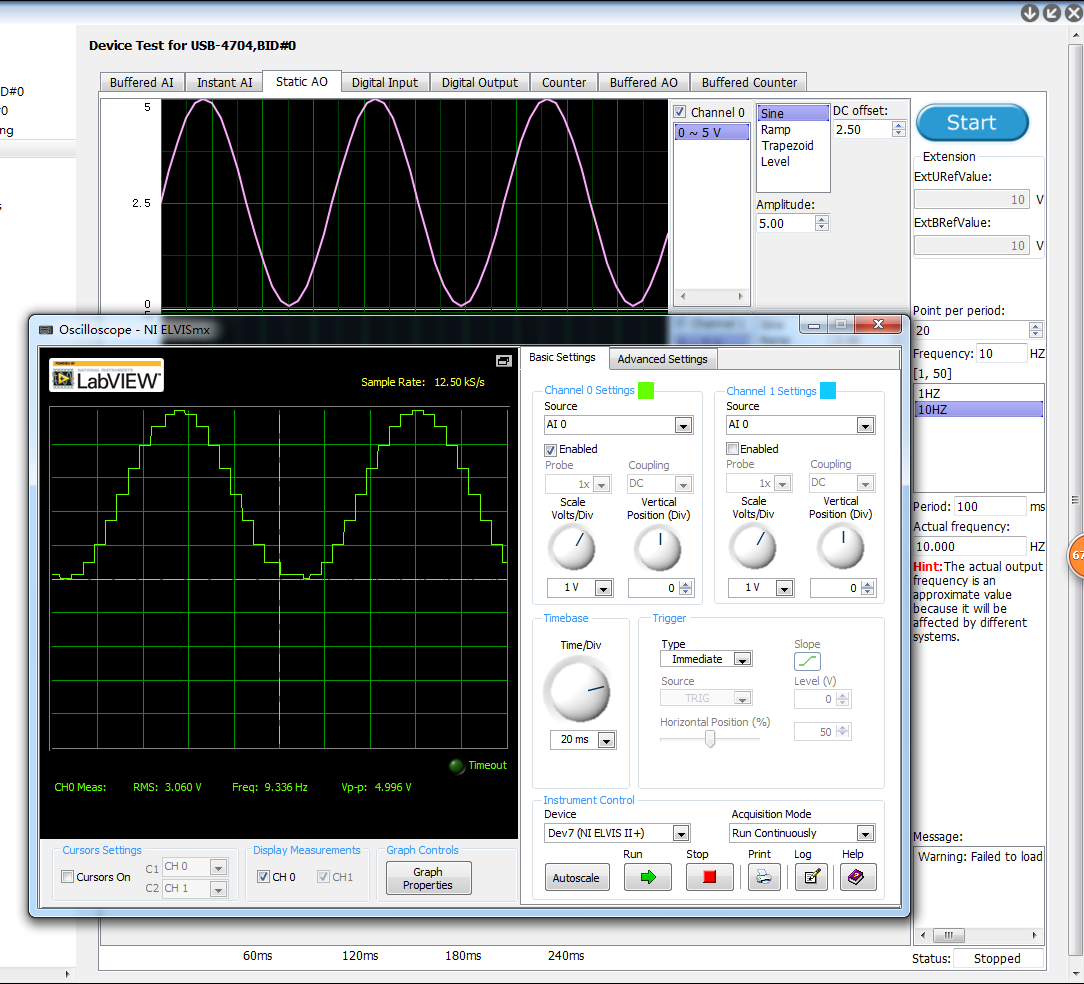 Device Test for USB-4704,BID#0
Buffered AI
Instant AI
Static AO
Digital Input
Digital Output
Counter
Buffered AO
Buffered Counter
D#0
#0
ng
5
2.5
0
Channel 0
0 ~ 5 V
Sine
Ramp
Trapezoid
Level
DC offset:
2.50
Amplitude:
5.00
Start
Extension
ExtURefValue:
10 V
ExtBRefValue:
10 V
Point per period:
20
Frequency: 10 HZ
[1, 50]
1HZ
10HZ
Period: 100 ms
Actual frequency:
10.000 HZ
Hint:The actual output
frequency is an
approximate value
because it will be
affected by different
systems.
67
Message:
Warning: Failed to load
Status: Stopped
Oscilloscope - NI ELVISmx
POWERED BY
NATIONAL INSTRUMENTS
LabVIEW™
Sample Rate: 12.50 kS/s
Timeout
CH0 Meas: RMS: 3.060 V Freq: 9.336 Hz Vp-p: 4.996 V
Cursors Settings
Cursors On
C1 CH 0
C2 CH 1
Display Measurements
CH 0
CH1
Graph Controls
Graph
Properties
Basic Settings
Advanced Settings
Channel 0 Settings
Source
AI 0
Enabled
Probe
1x
Coupling
DC
Scale
Volts/Div
1 V
Vertical
Position (Div)
0
Channel 1 Settings
Source
AI 0
Enabled
Probe
1x
Coupling
DC
Scale
Volts/Div
1 V
Vertical
Position (Div)
0
Timebase
Time/Div
20 ms
Trigger
Type
Immediate
Slope
Source
TRIG
Level (V)
0
Horizontal Position (%)
50
Instrument Control
Device
Dev7 (NI ELVIS II+)
Acquisition Mode
Run Continuously
Autoscale
Run
Stop
Print
Log
Help
60ms
120ms
180ms
240ms